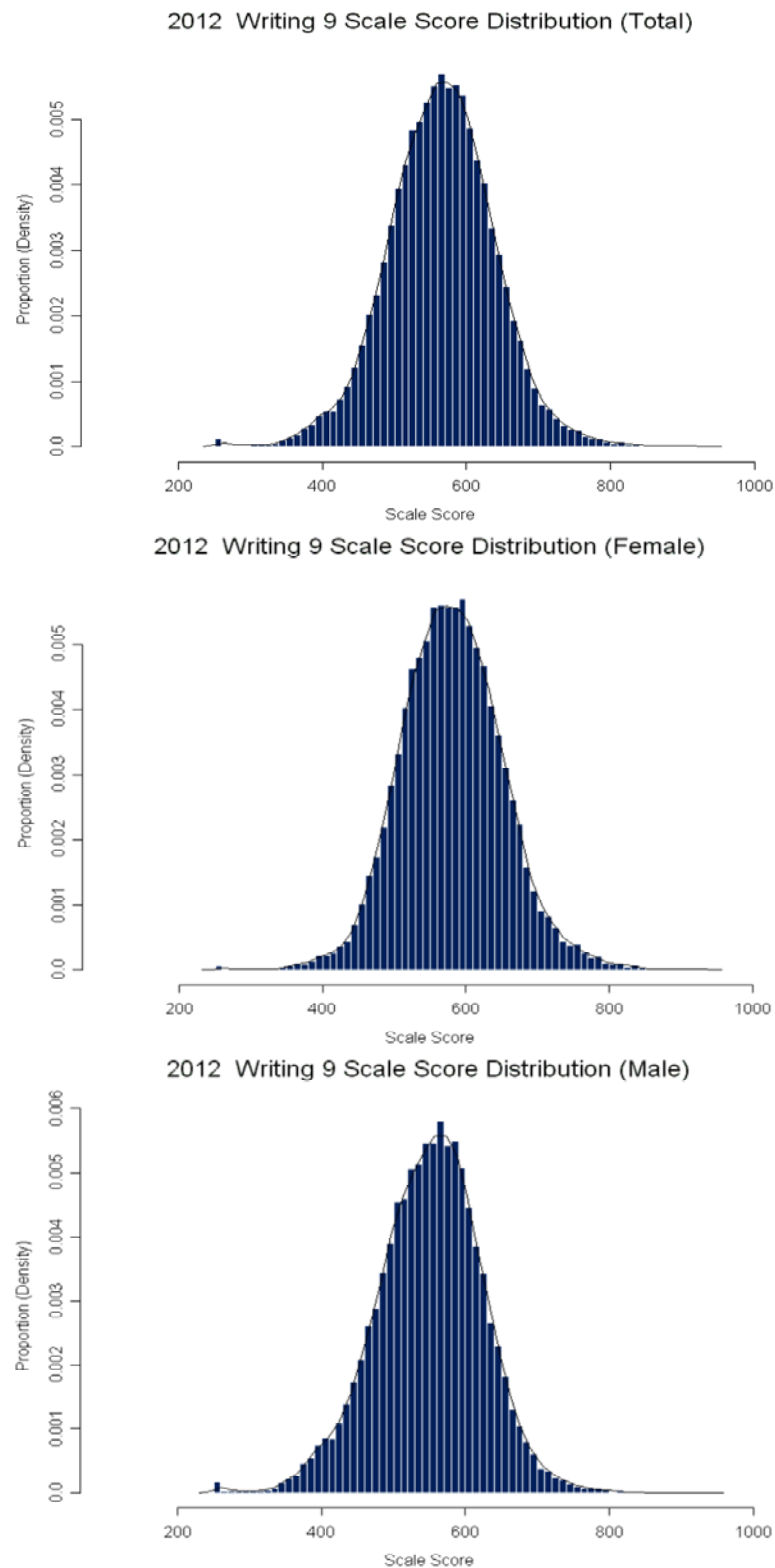 2012 Writing 9 Scale Score Distribution (Total)
Proportion (Density)
0.005
0.004
0.003
0.002
0.001
0.0
200 400 600 800 1000
Scale Score
2012 Writing 9 Scale Score Distribution (Female)
Proportion (Density)
0.005
0.004
0.003
0.002
0.001
0.0
200 400 600 800 1000
Scale Score
2012 Writing 9 Scale Score Distribution (Male)
Proportion (Density)
0.006
0.005
0.004
0.003
0.002
0.001
0.0
200 400 600 800 1000
Scale Score